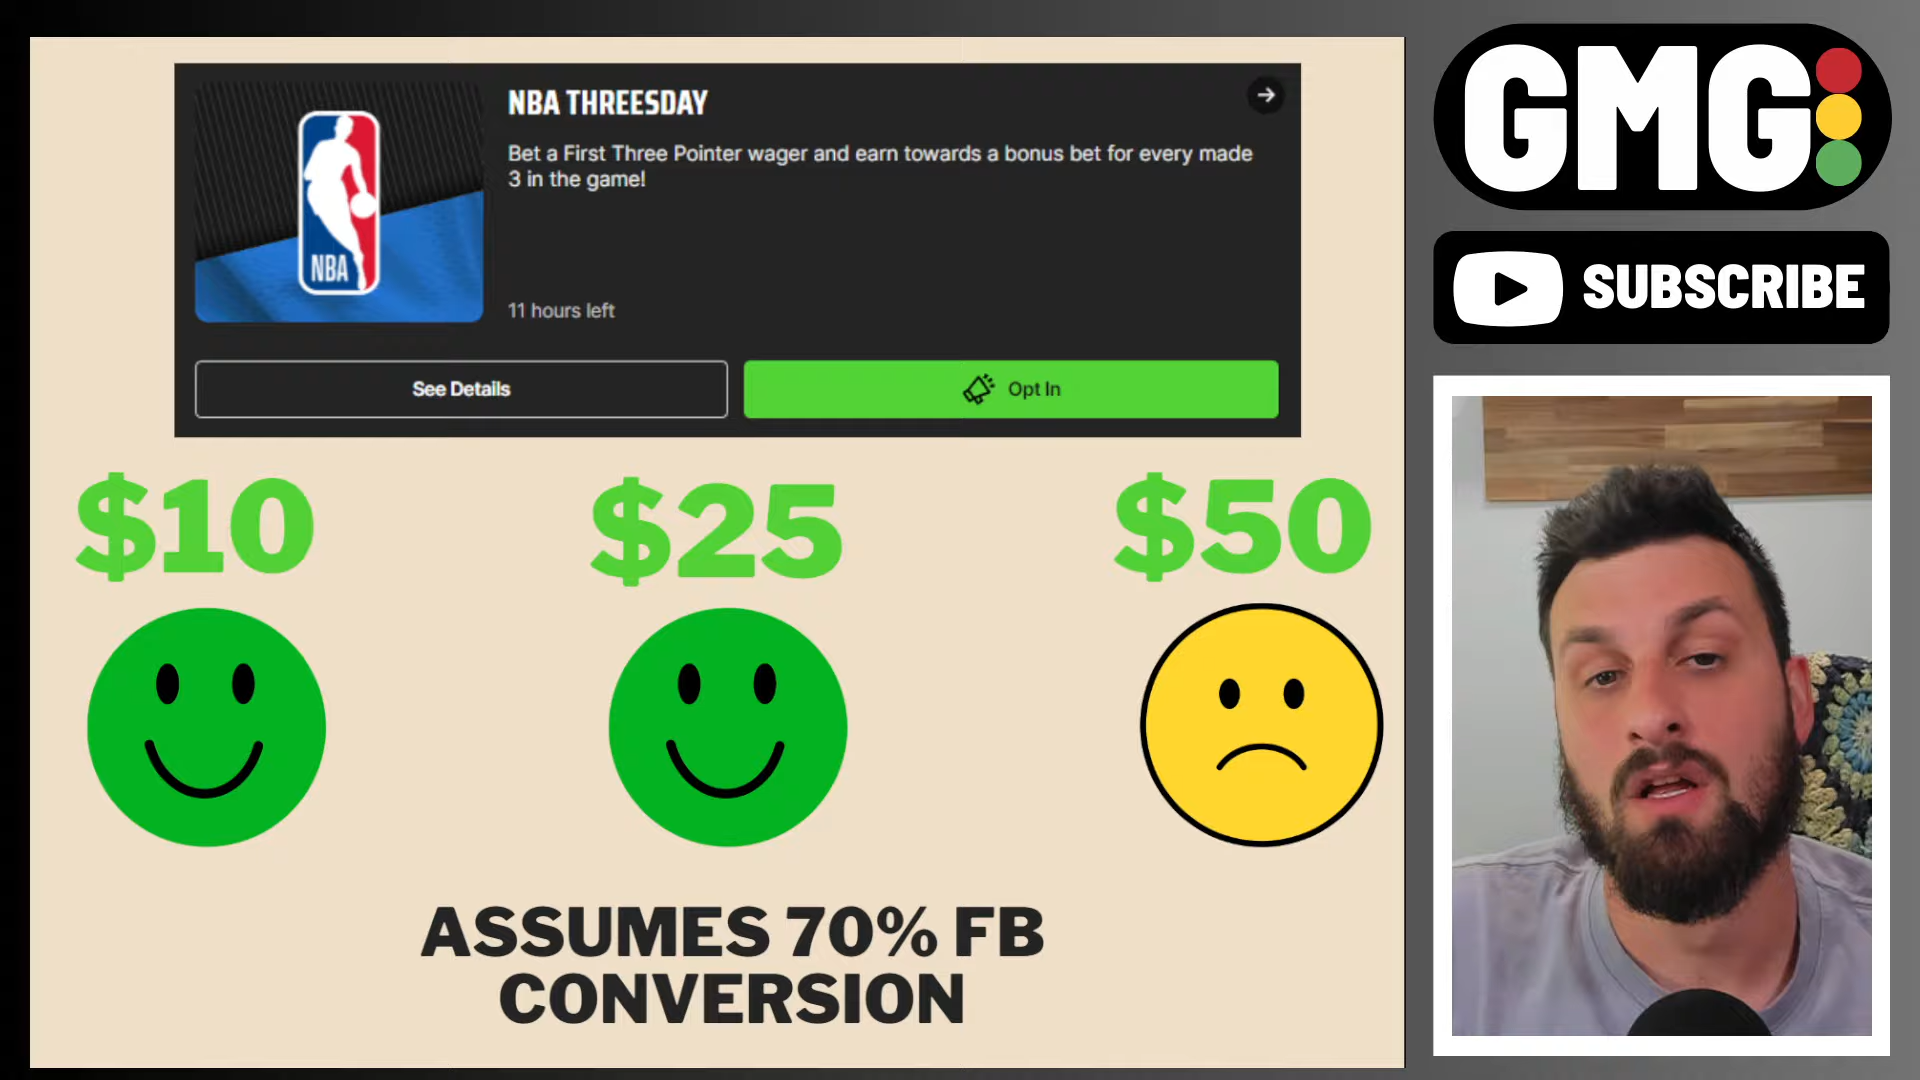 NBA THREESDAY
Bet a First Three Pointer wager and earn towards a bonus bet for every made
3 in the game!
NBA
11 hours left
See Details
Opt In
$10
$25
$50
ASSUMES 70% FB
CONVERSION
GMG
SUBSCRIBE